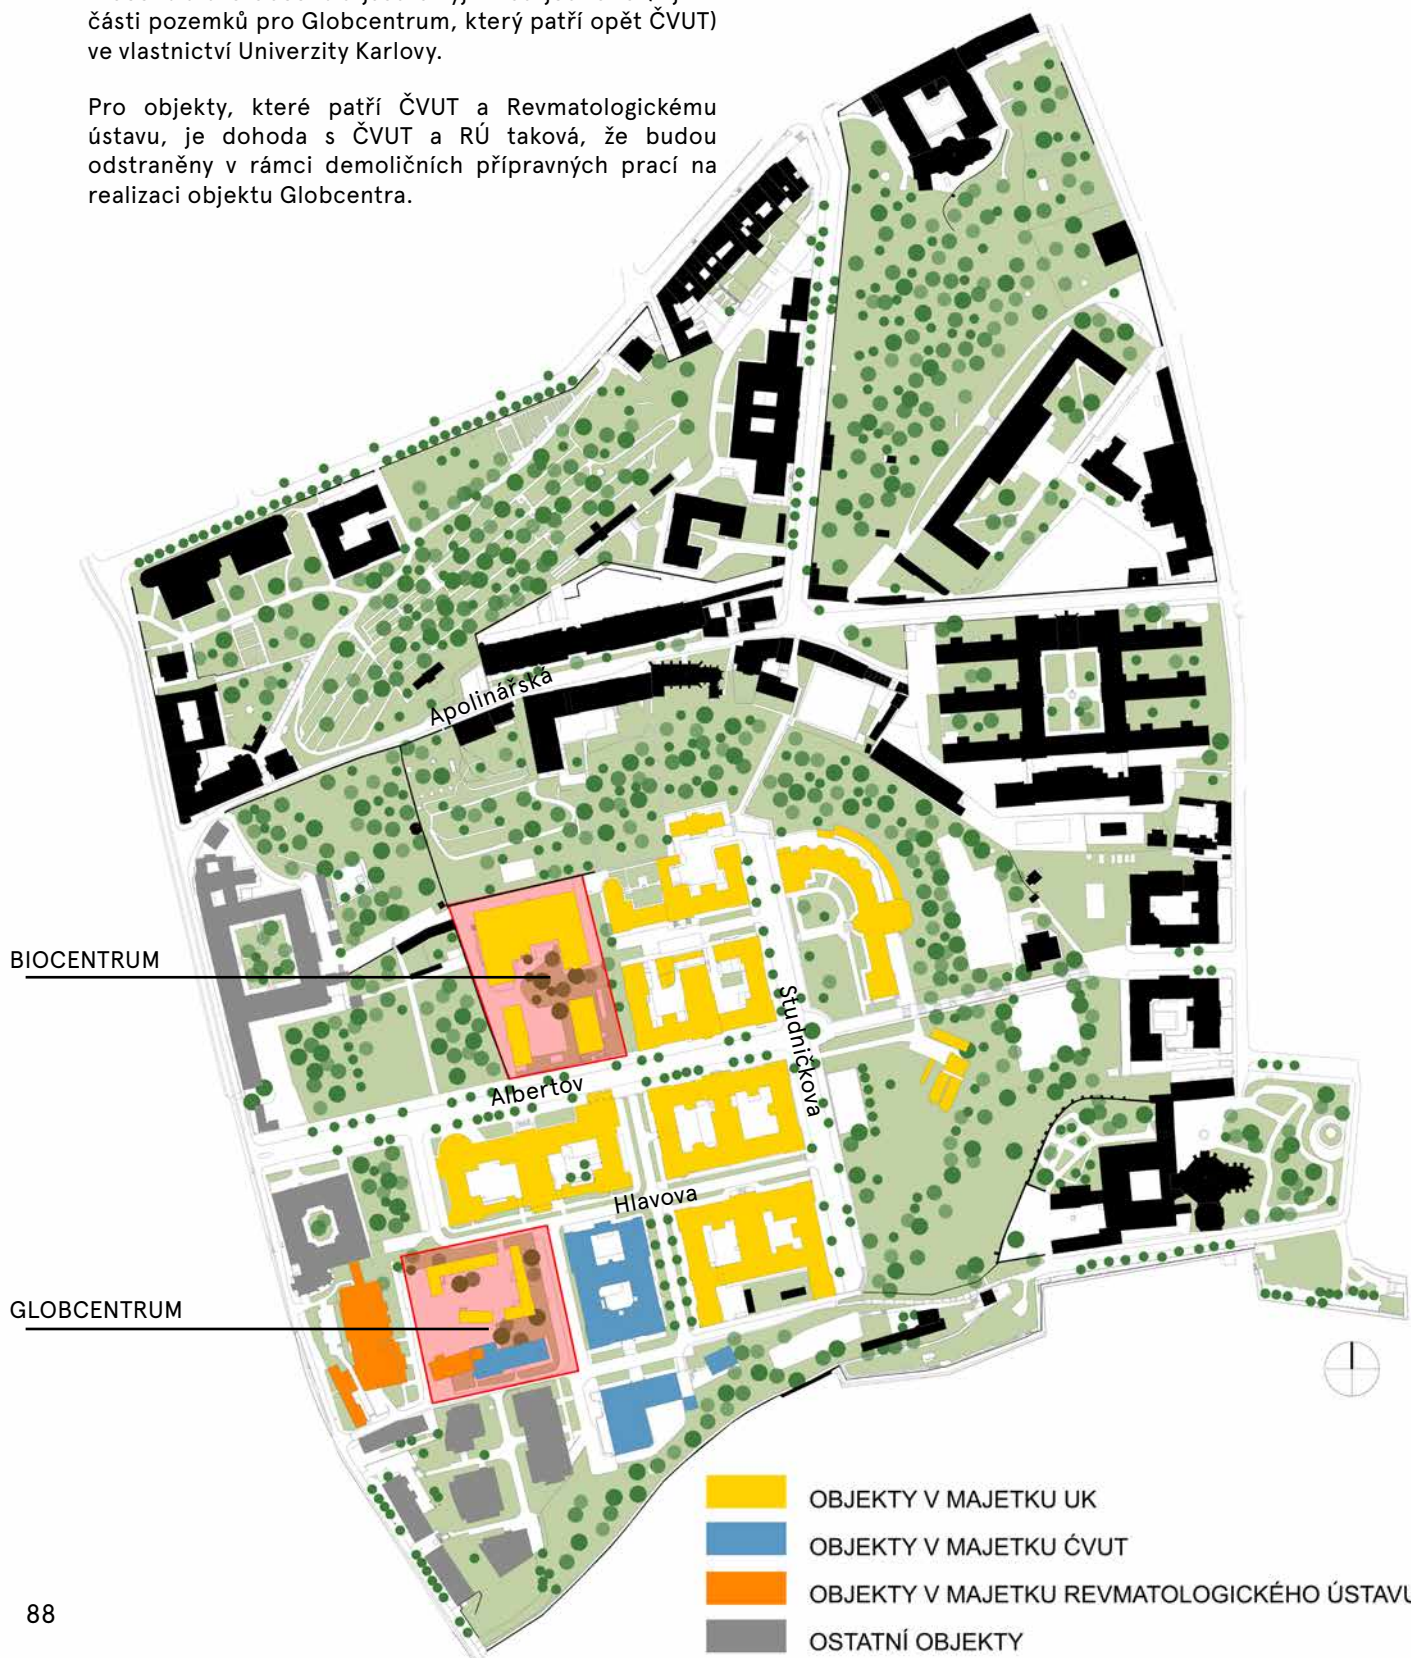 části pozemků pro Globcentrum, který patří opět ČVUT)
ve vlastnictví Univerzity Karlovy.
Pro objekty, které patří ČVUT a Revmatologickému
ústavu, je dohoda s ČVUT a RÚ taková, že budou
odstraněny v rámci demoličních přípravných prací na
realizaci objektu Globcentra.
Apolinářská
BIOCENTRUM
Studničkova
Albertov
Hlavova
GLOBCENTRUM
OBJEKTY V MAJETKU UK
OBJEKTY V MAJETKU ČVUT
OBJEKTY V MAJETKU REVMATOLOGICKÉHO ÚSTAVU
OSTATNÍ OBJEKTY
88